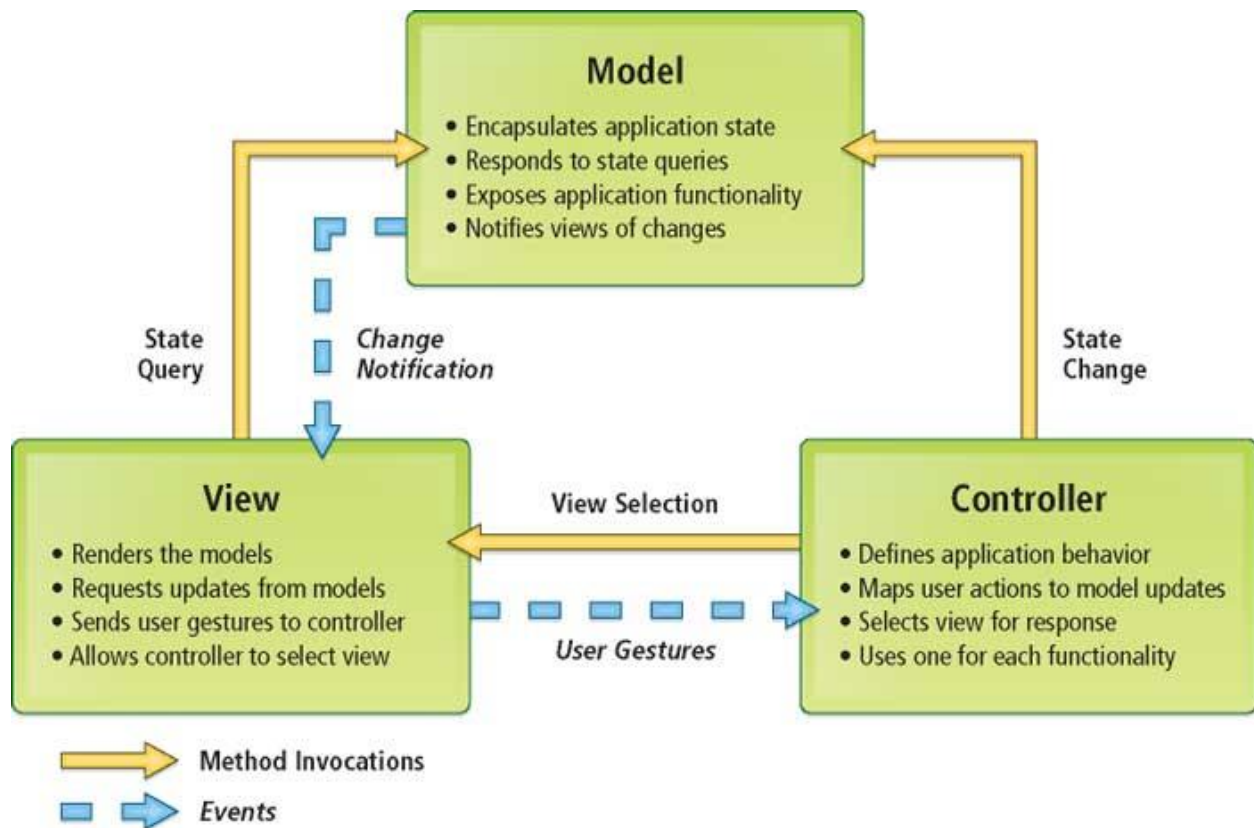 Model
• Encapsulates application state
• Responds to state queries
• Exposes application functionality
• Notifies views of changes
State
Query
Change
Notification
State
Change
View
• Renders the models
• Requests updates from models
• Sends user gestures to controller
• Allows controller to select view
View Selection
User Gestures
Controller
• Defines application behavior
• Maps user actions to model updates
• Selects view for response
• Uses one for each functionality
Method Invocations
Events